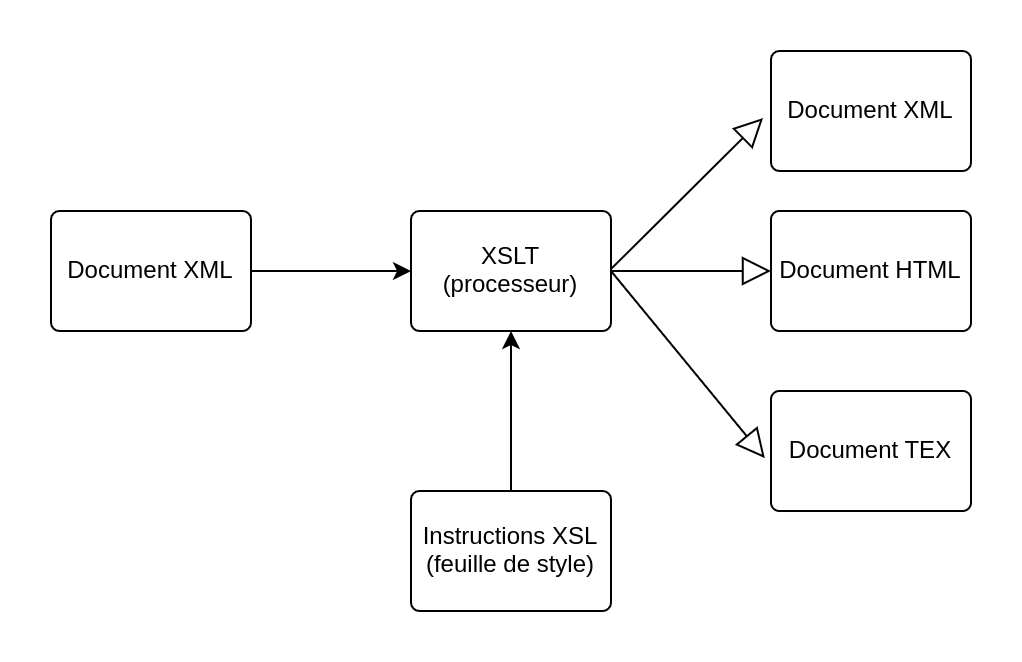 Document XML
XSLT
(processeur)
Instructions XSL
(feuille de style)
Document XML
Document HTML
Document TEX